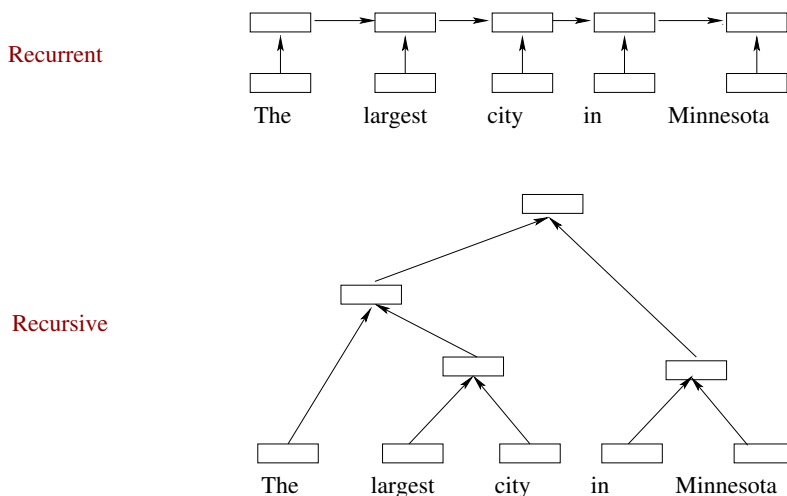 Recurrent
The largest city in Minnesota
Recursive
The largest city in Minnesota